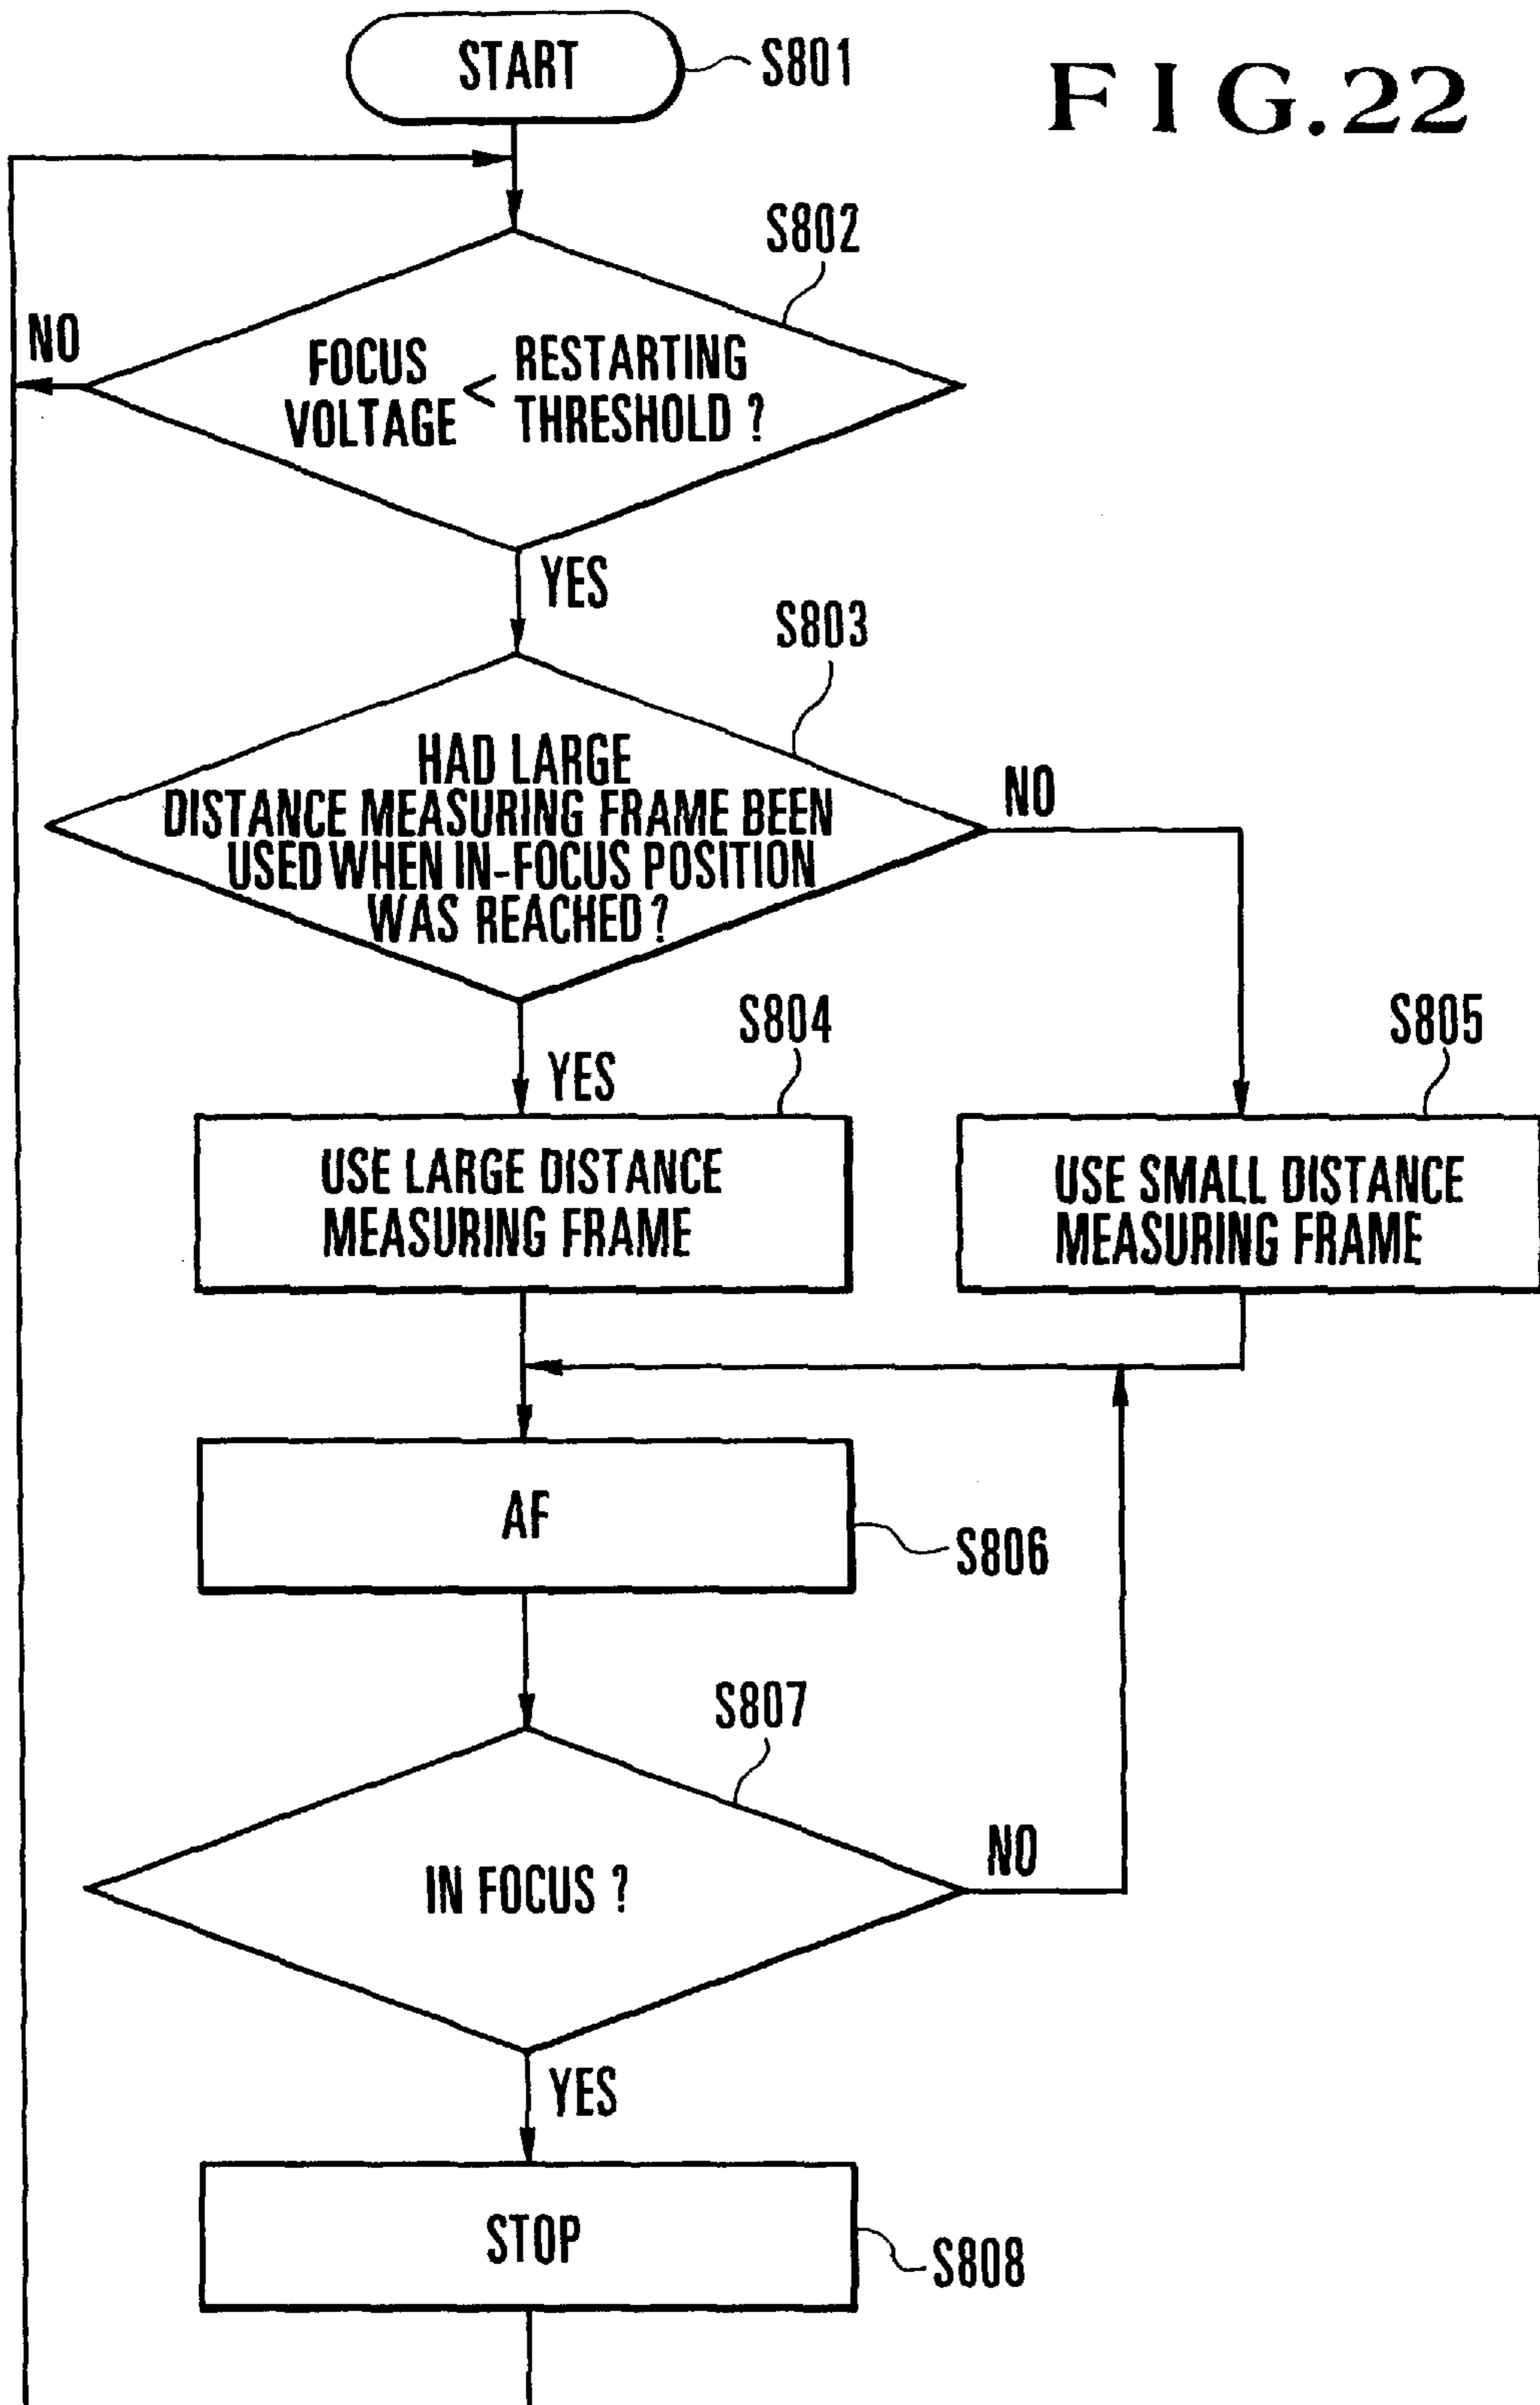 START
S801
F I G.22
S802
NO
FOCUS
VOLTAGE
<
RESTARTING
THRESHOLD ?
YES
S803
HAD LARGE
DISTANCE MEASURING FRAME BEEN
USED WHEN IN-FOCUS POSITION
WAS REACHED ?
NO
YES
S804
S805
USE LARGE DISTANCE
MEASURING FRAME
USE SMALL DISTANCE
MEASURING FRAME
AF
S806
S807
IN FOCUS ?
NO
YES
STOP
S808